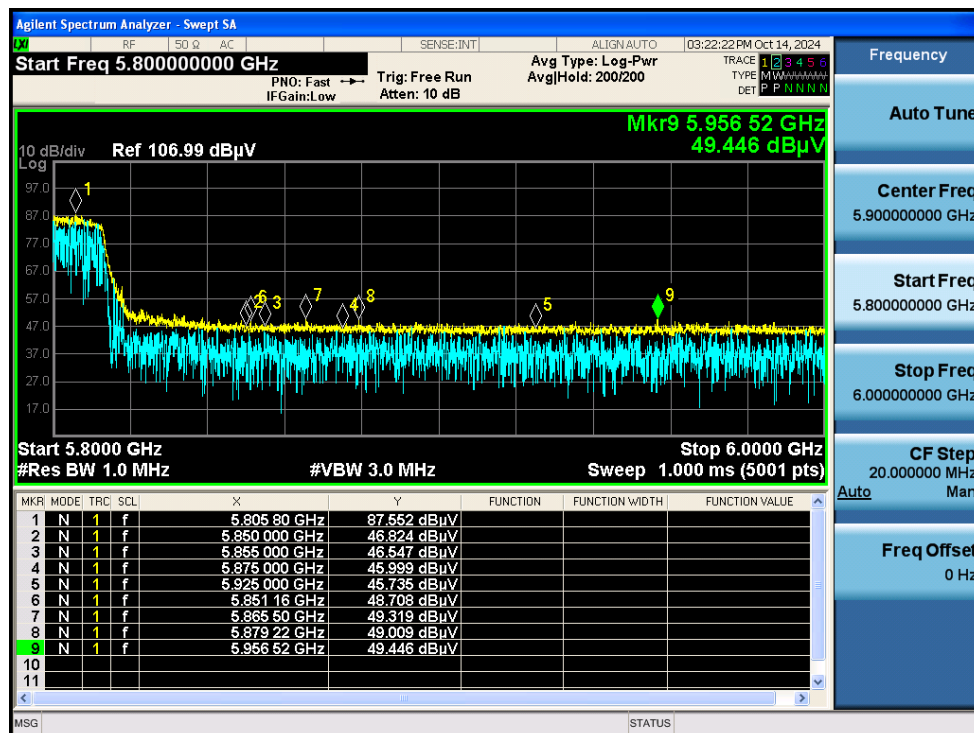 Agilent Spectrum Analyzer - Swept SA
LXI RF 50 Ω AC SENSE:INT ALIGNAUTO 03:22:22 PM Oct 14, 2024
Start Freq 5.800000000 GHz
PNO: Fast
IFGain:Low
Trig: Free Run
Atten: 10 dB
Avg Type: Log-Pwr
Avg|Hold: 200/200
TRACE 1 2 3 4 5 6
TYPE M W
DET P P N N N N
Mkr9 5.956 52 GHz
49.446 dBµV
10 dB/div Ref 106.99 dBµV
Log
97.0
87.0
77.0
67.0
57.0
47.0
37.0
27.0
17.0
1
2 6 3 7 4 8 5 9
Start 5.8000 GHz Stop 6.0000 GHz
#Res BW 1.0 MHz #VBW 3.0 MHz Sweep 1.000 ms (5001 pts)
MKR MODE TRC SCL X Y FUNCTION FUNCTION WIDTH FUNCTION VALUE
1 N 1 f 5.805 80 GHz 87.552 dBµV
2 N 1 f 5.850 000 GHz 46.824 dBµV
3 N 1 f 5.855 000 GHz 46.547 dBµV
4 N 1 f 5.875 000 GHz 45.999 dBµV
5 N 1 f 5.925 000 GHz 45.735 dBµV
6 N 1 f 5.851 16 GHz 48.708 dBµV
7 N 1 f 5.865 50 GHz 49.319 dBµV
8 N 1 f 5.879 22 GHz 49.009 dBµV
9 N 1 f 5.956 52 GHz 49.446 dBµV
10
11
MSG STATUS
Frequency
Auto Tune
Center Freq
5.900000000 GHz
Start Freq
5.800000000 GHz
Stop Freq
6.000000000 GHz
CF Step
20.000000 MHz
Auto Man
Freq Offset
0 Hz